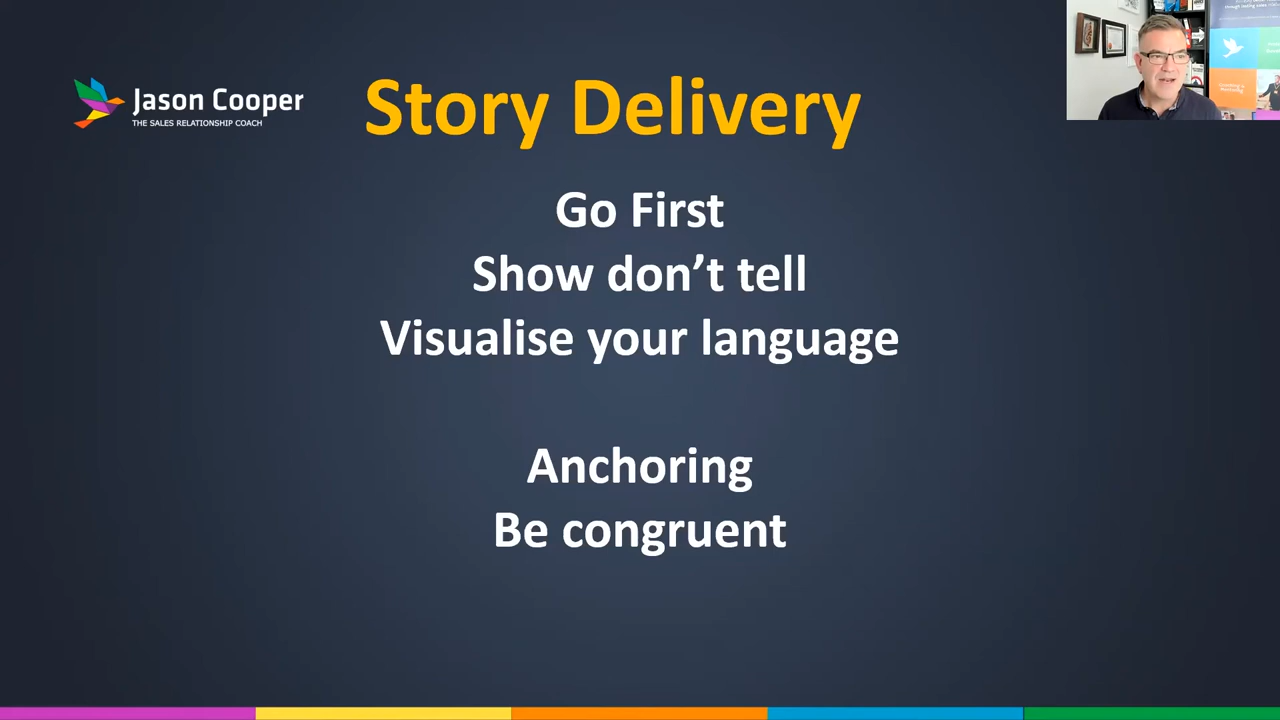 Jason Cooper
THE SALES RELATIONSHIP COACH
Story Delivery
Go First
Show don’t tell
Visualise your language
Anchoring
Be congruent